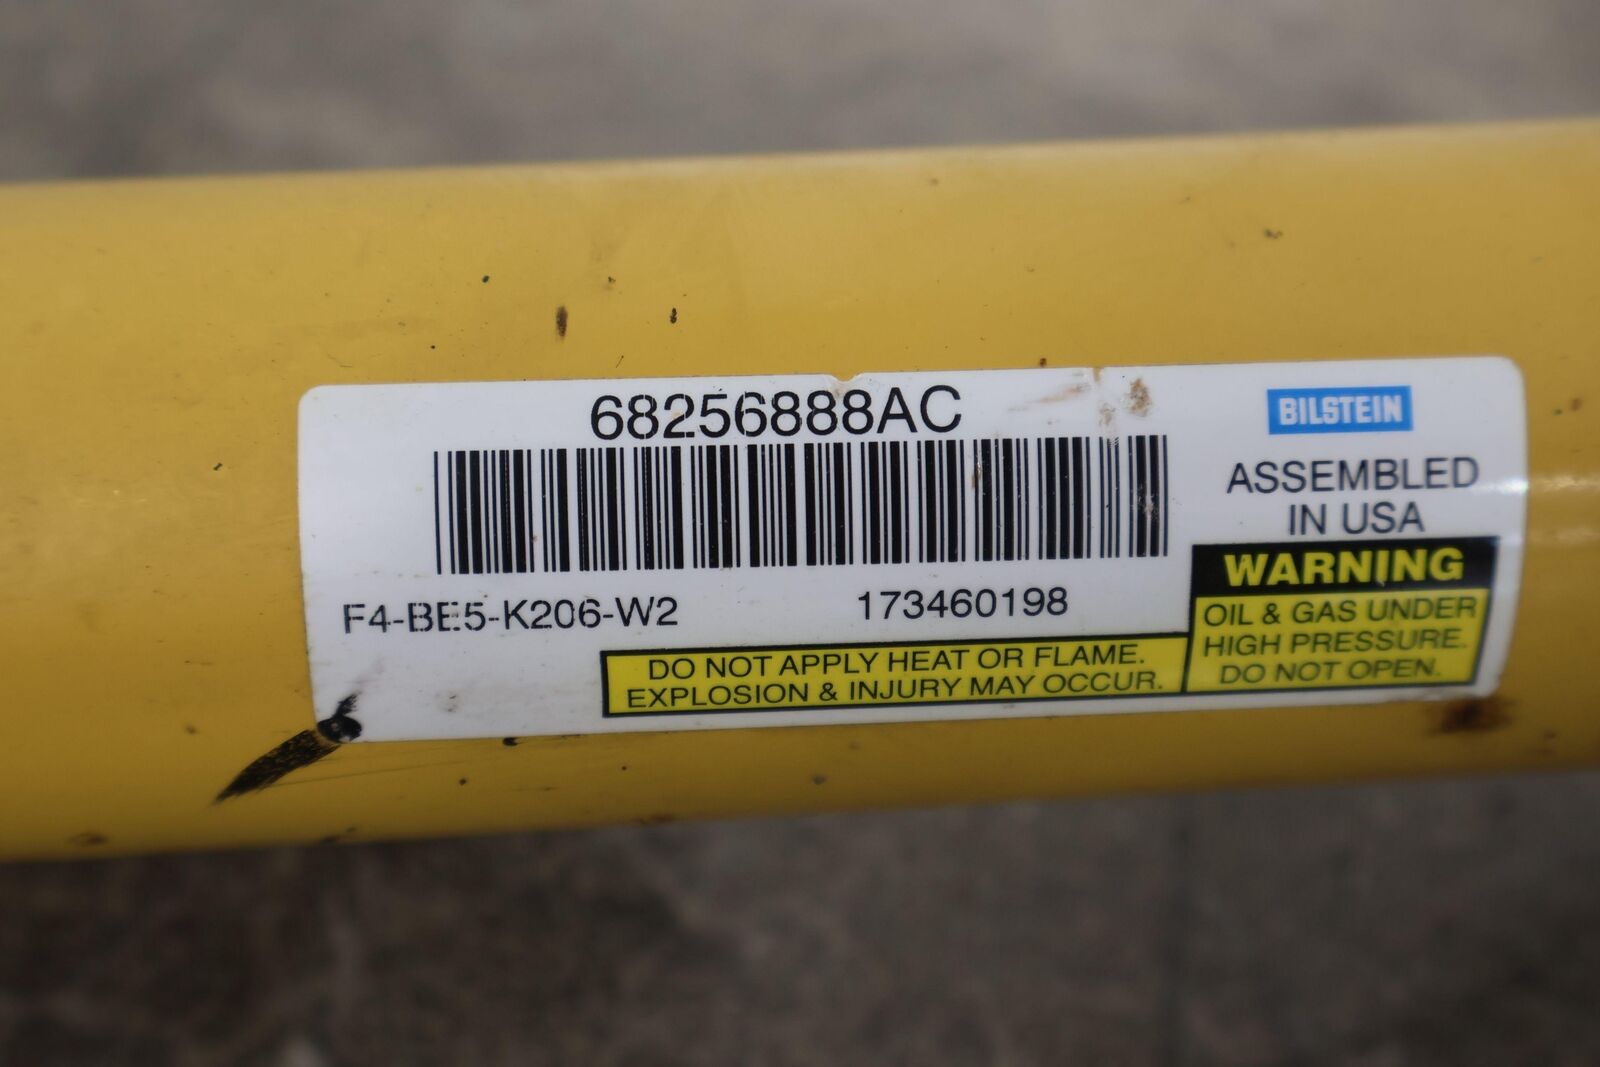 68256888AC
BILSTEIN
ASSEMBLED
IN USA
F4-BE5-K206-W2
173460198
WARNING
OIL & GAS UNDER
HIGH PRESSURE.
DO NOT OPEN.
DO NOT APPLY HEAT OR FLAME.
EXPLOSION & INJURY MAY OCCUR.